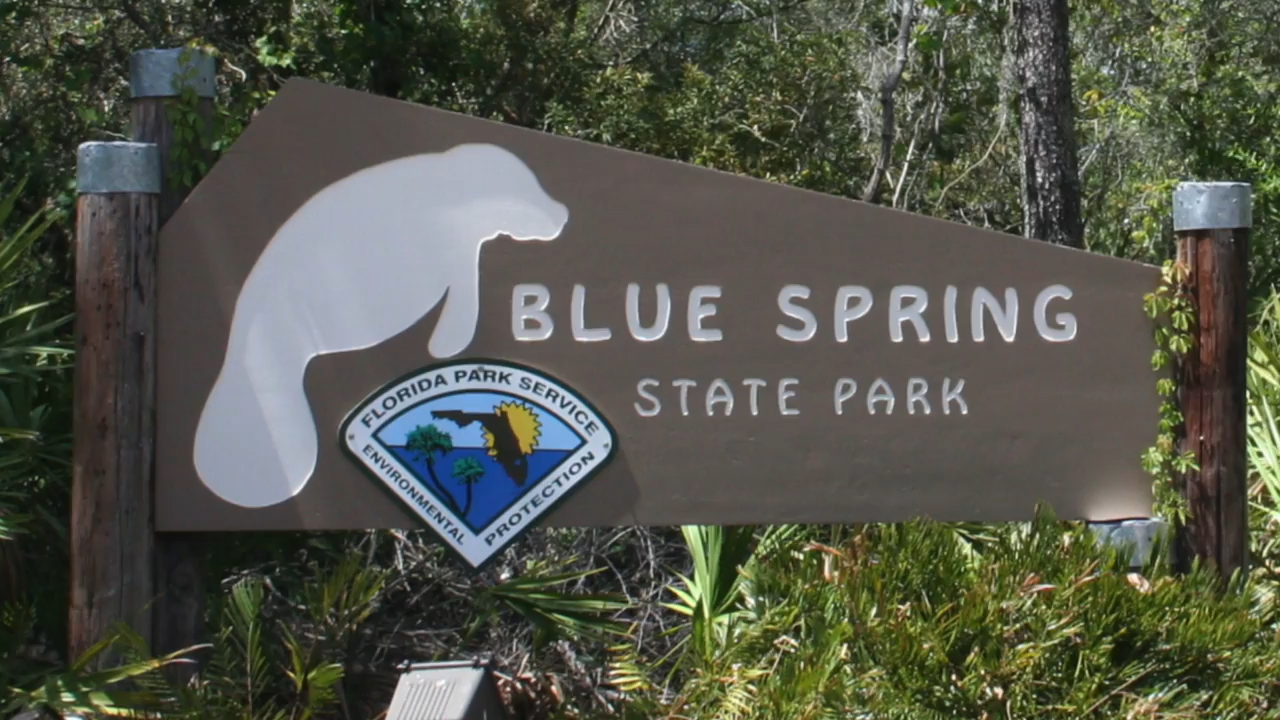 BLUE SPRING
STATE PARK
FLORIDA PARK SERVICE
ENVIRONMENTAL PROTECTION